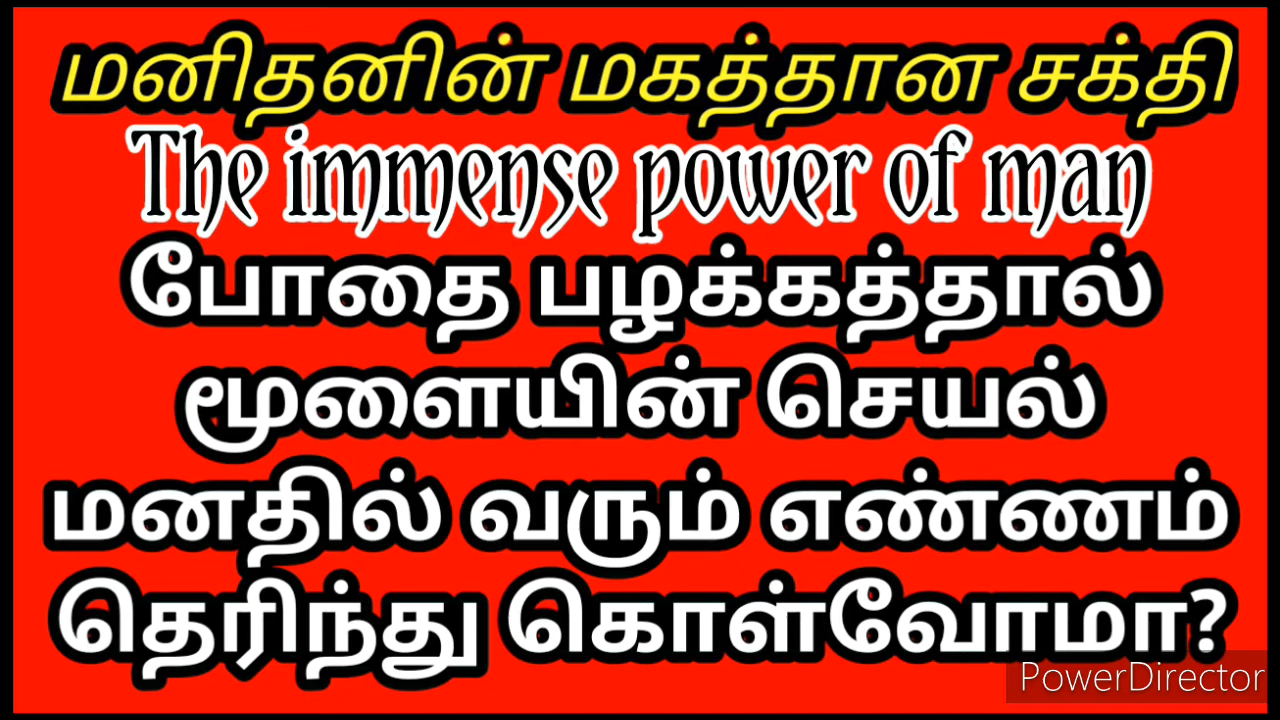 மனிதனின் மகத்தான சக்தி
The immense power of man
போதை பழக்கத்தால்
மூளையின் செயல்
மனதில் வரும் எண்ணம்
தெரிந்து கொள்வோமா?
PowerDirector